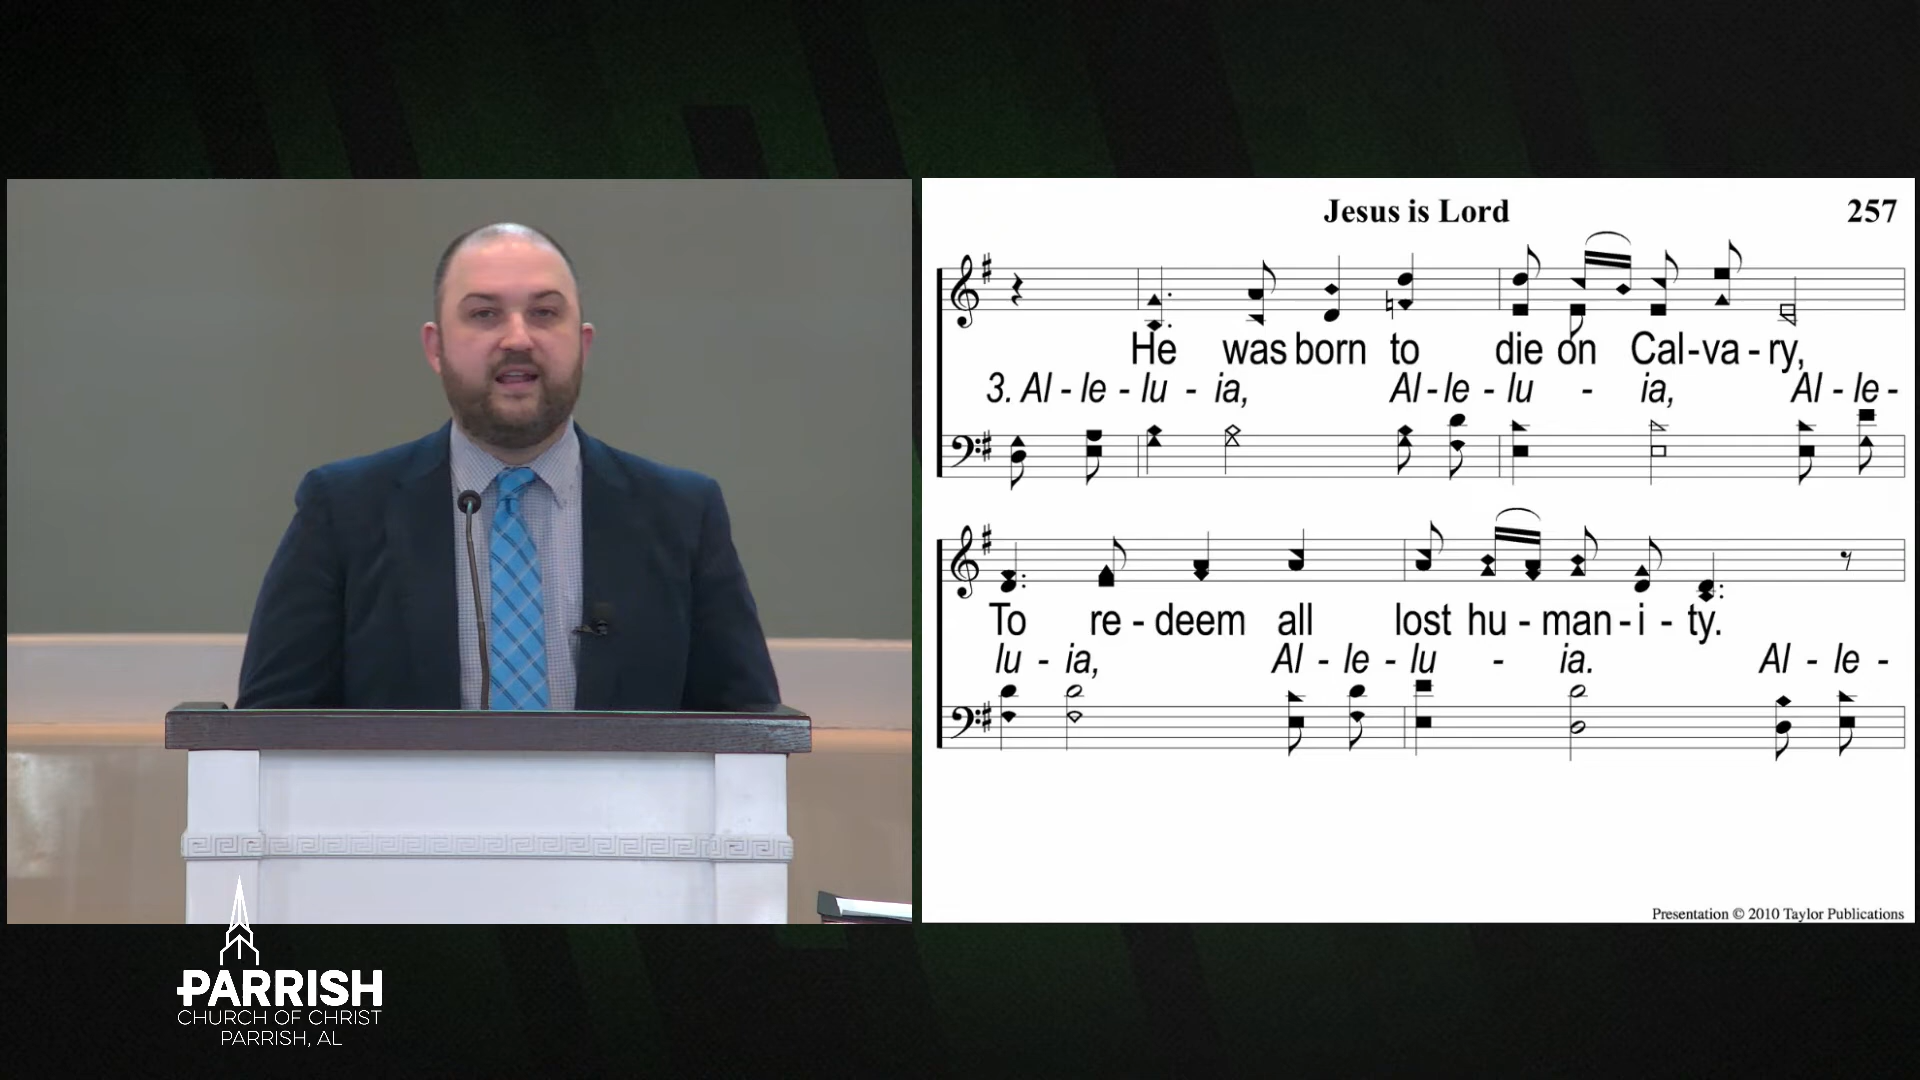 Jesus is Lord
257
He was born to die on Cal-va-ry,
3. Al-le-lu-ia, Al-le-lu - ia, Al-le-
To re-deem all lost hu-man-i-ty.
lu-ia, Al-le-lu - ia. Al-le-
Presentation © 2010 Taylor Publications
PARRISH
CHURCH OF CHRIST
PARRISH, AL